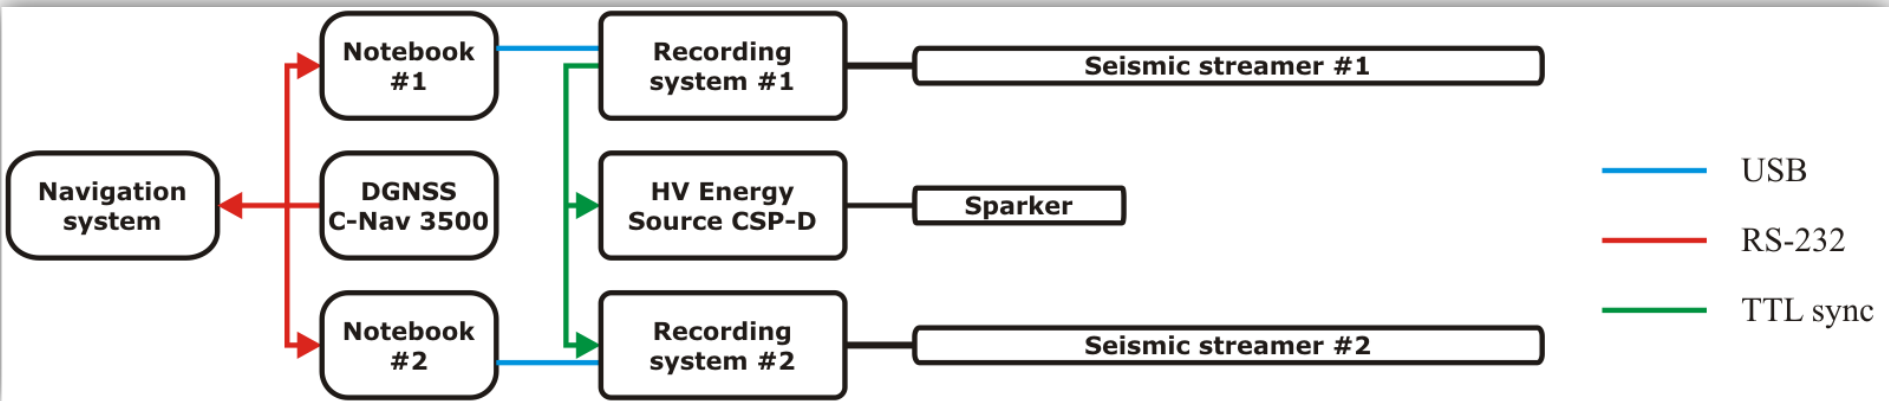 Notebook
#1
Recording
system #1
Seismic streamer #1
Navigation
system
DGNSS
C-Nav 3500
HV Energy
Source CSP-D
Sparker
Notebook
#2
Recording
system #2
Seismic streamer #2
USB
RS-232
TTL sync